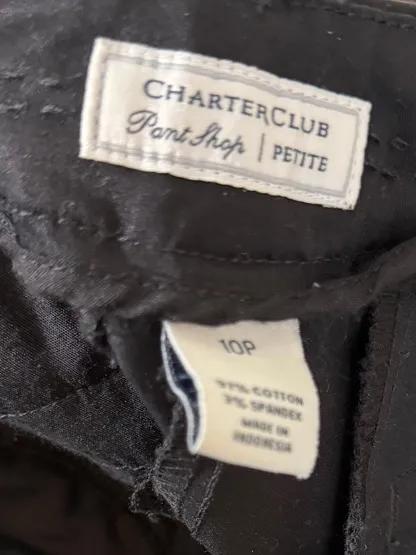 CHARTERCLUB
Pant Shop | PETITE
10P
97% COTTON
3% SPANDEX
MADE IN
INDONESIA